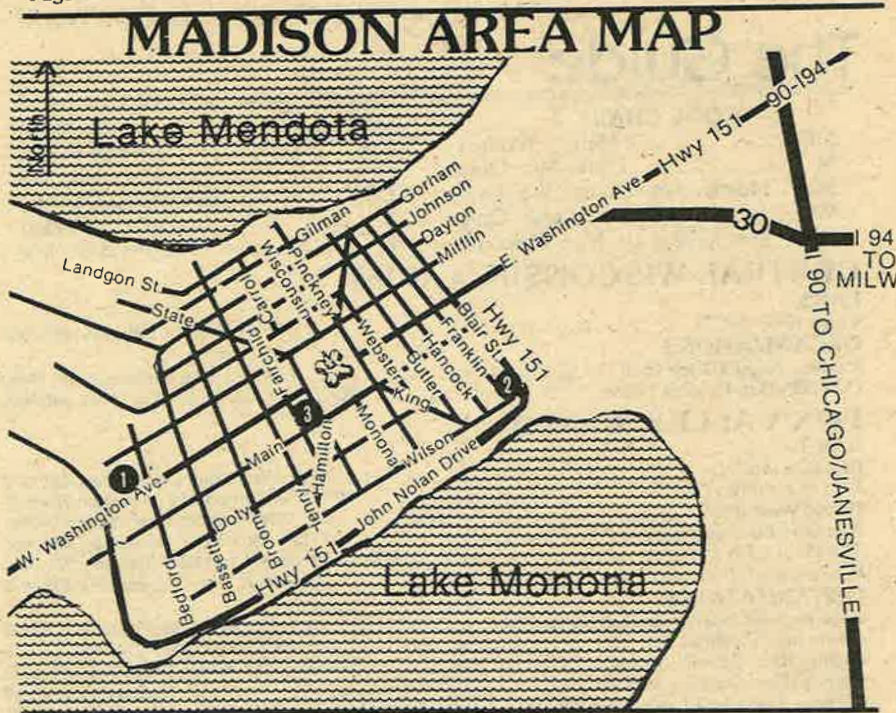 MADISON AREA MAP
North
Lake Mendota
90-194
Hwy 151
E. Washington Ave.
30
I 94
TO
MILW
I 90 TO CHICAGO/JANESVILLE
Gorham
Johnson
Dayton
Mifflin
Gilman
Pinckney
Wisconsin
Carrol
Fairchild
Landgon St.
State
Webster
King
Butler
Hancock
Franklin
Blair St.
Hwy 151
2
3
1
Main
Hamilton
Monona
Wilson
John Nolan Drive
W. Washington Ave.
Doty
Henry
Broom
Bassett
Bedford
Hwy 151
Lake Monona